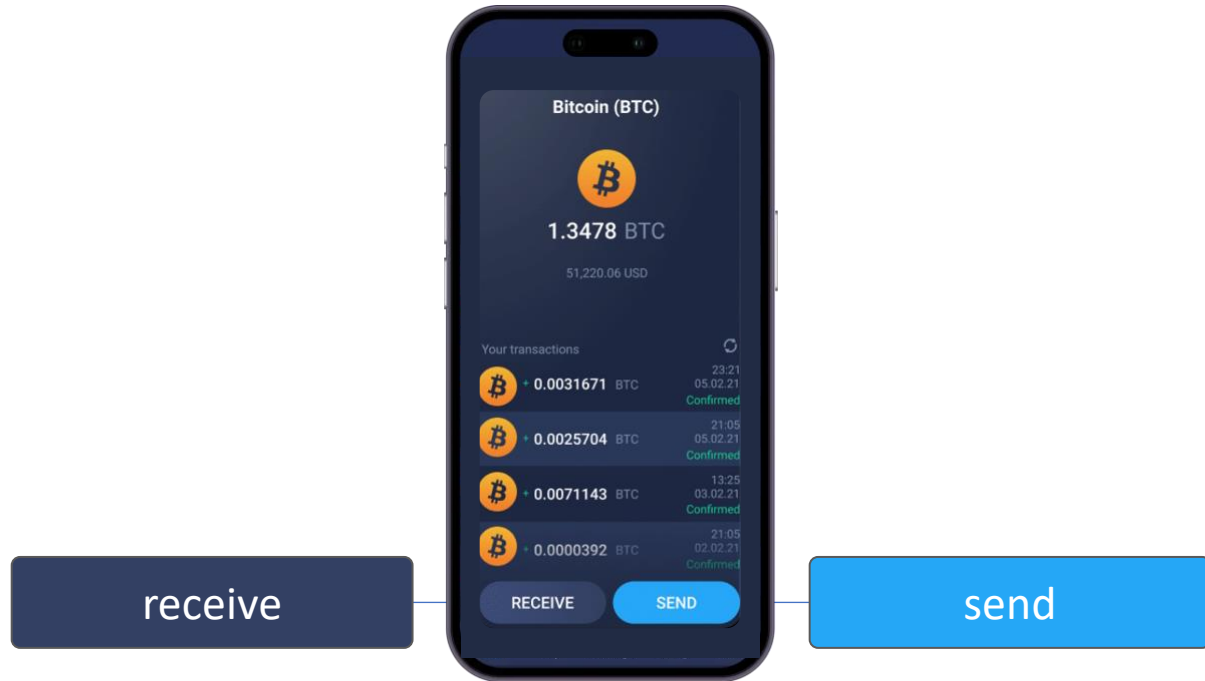 Bitcoin (BTC)
1.3478 BTC
51,220.06 USD
Your transactions
+ 0.0031671 BTC
23:21
05.02.21
Confirmed
+ 0.0025704 BTC
21:05
05.02.21
Confirmed
+ 0.0071143 BTC
13:25
03.02.21
Confirmed
+ 0.0000392 BTC
21:05
02.02.21
Confirmed
receive
RECEIVE
SEND
send